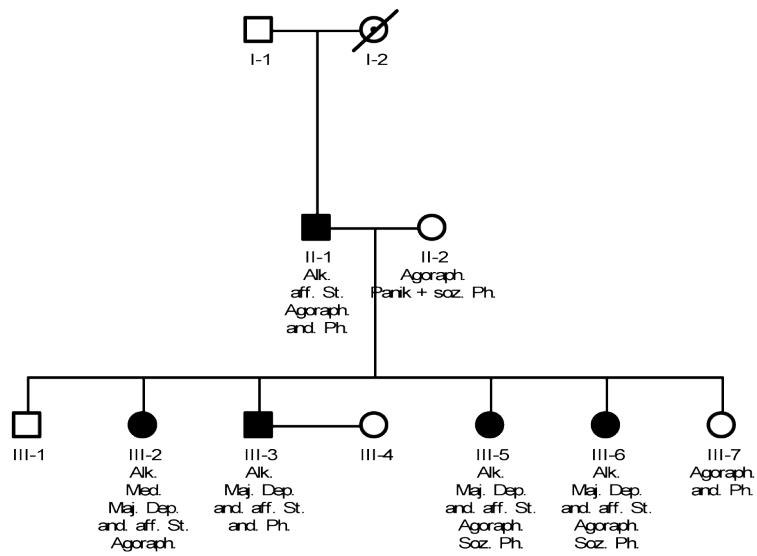 I-1
I-2
II-1
Alk.
aff. St.
Agoraph.
and. Ph.
II-2
Agoraph.
Panik + soz. Ph.
III-1
III-2
Alk.
Med.
Maj. Dep.
and. aff. St.
Agoraph.
III-3
Alk.
Maj. Dep.
and. aff. St.
and. Ph.
III-4
III-5
Alk.
Maj. Dep.
and. aff. St.
Agoraph.
Soz. Ph.
III-6
Alk.
Maj. Dep.
and. aff. St.
Agoraph.
Soz. Ph.
III-7
Agoraph.
and. Ph.